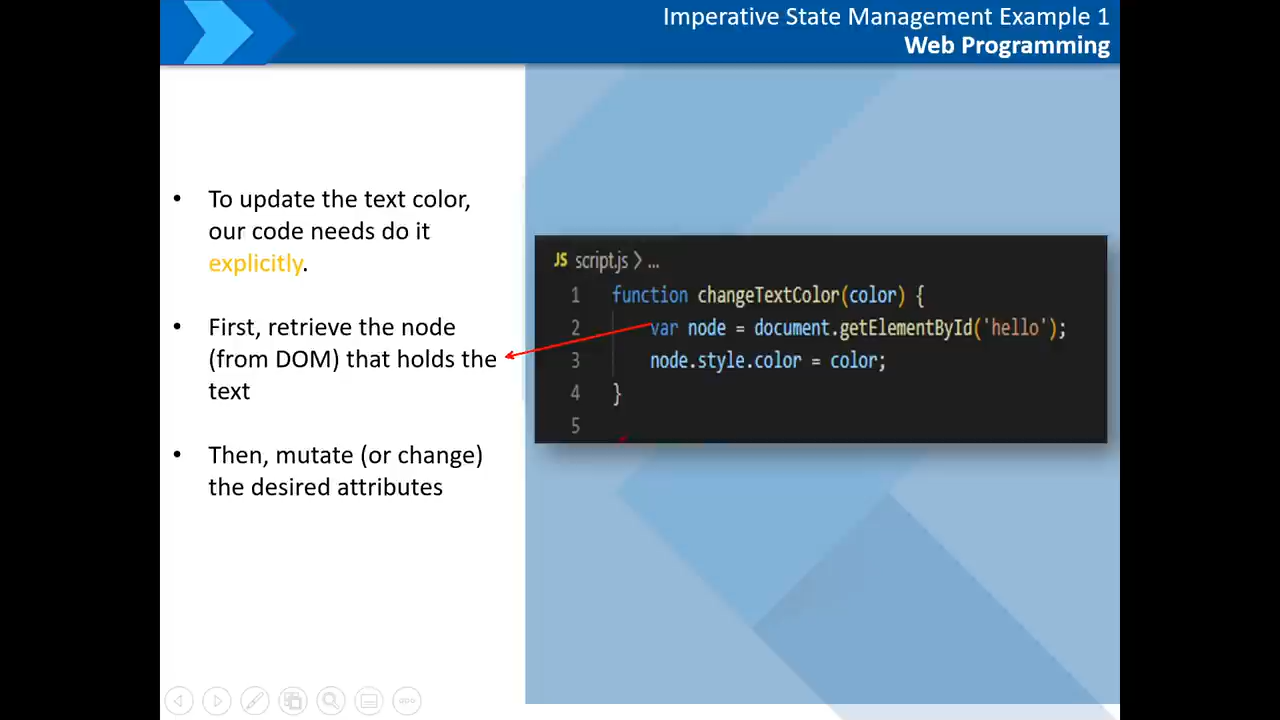 Imperative State Management Example 1
Web Programming
• To update the text color,
our code needs do it
explicitly.
• First, retrieve the node
(from DOM) that holds the
text
• Then, mutate (or change)
the desired attributes
JS script.js > ...
1 function changeTextColor(color) {
2 var node = document.getElementById('hello');
3 node.style.color = color;
4 }
5